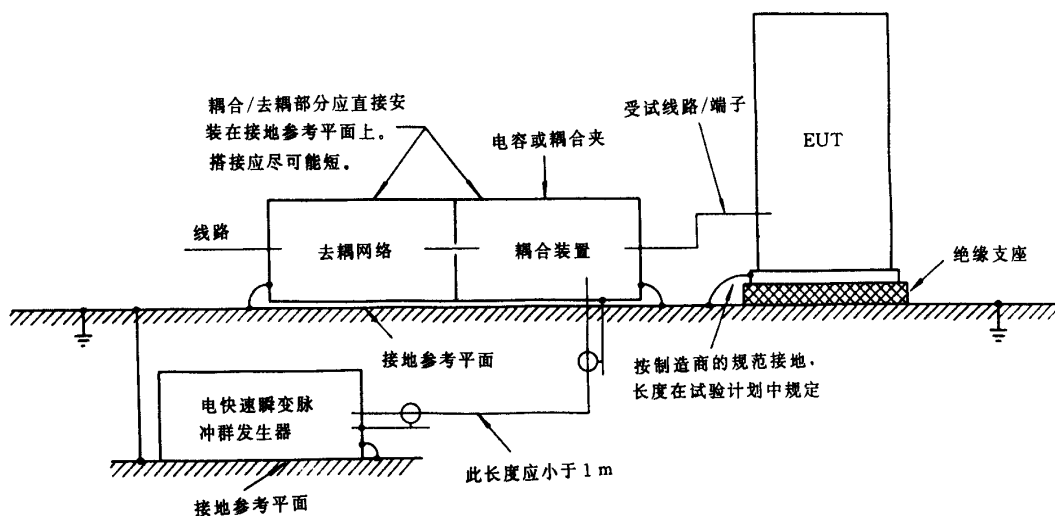 耦合/去耦部分应直接安
装在接地参考平面上。
搭接应尽可能短。
电容或耦合夹
受试线路/端子
EUT
线路
去耦网络
耦合装置
绝缘支座
接地参考平面
按制造商的规范接地，
长度在试验计划中规定
电快速瞬变脉
冲群发生器
此长度应小于1 m
接地参考平面